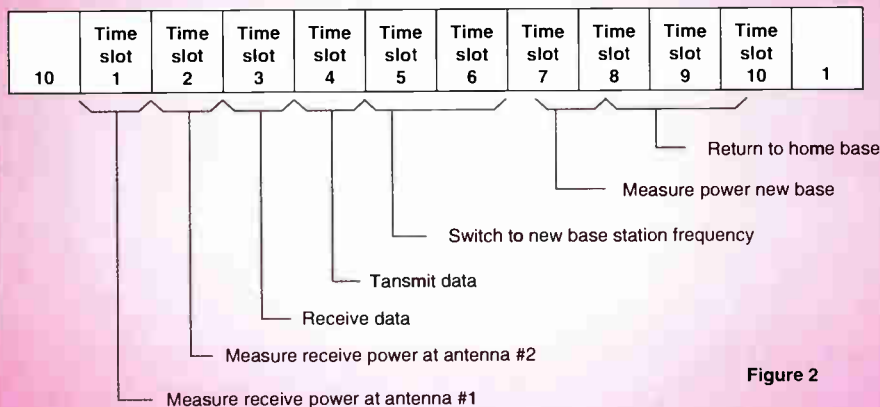 Time Time Time Time Time Time Time Time Time Time
slot slot slot slot slot slot slot slot slot slot
10 1 2 3 4 5 6 7 8 9 10 1
Return to home base
Measure power new base
Switch to new base station frequency
Tansmit data
Receive data
Measure receive power at antenna #2
Figure 2
Measure receive power at antenna #1